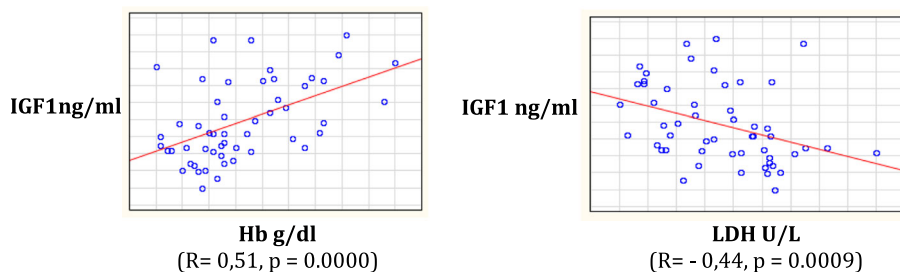 IGF1ng/ml
Hb g/dl
(R= 0,51, p = 0.0000)
IGF1 ng/ml
LDH U/L
(R= - 0,44, p = 0.0009)